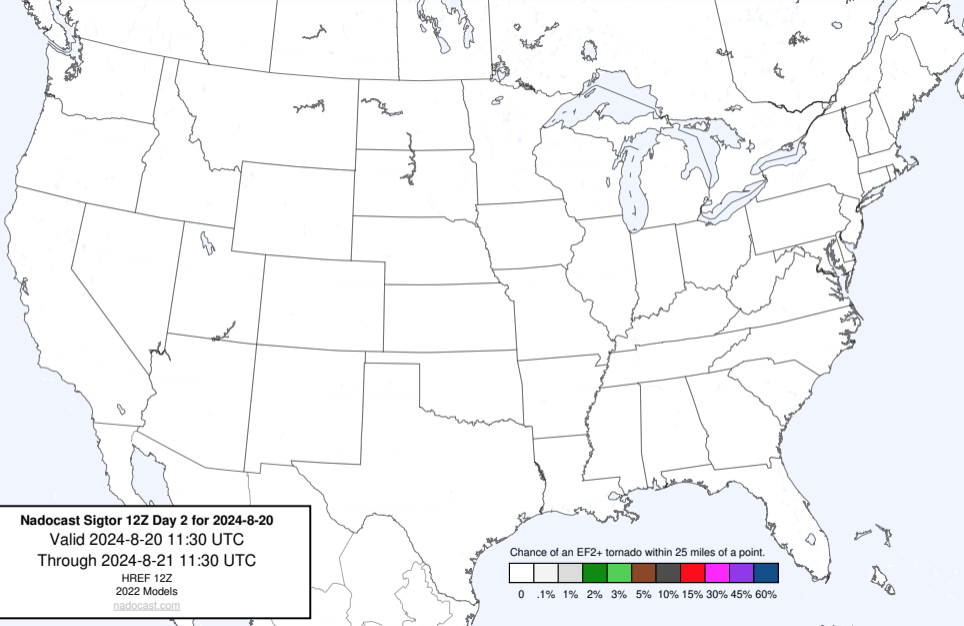 Nadocast Sigtor 12Z Day 2 for 2024-8-20
Valid 2024-8-20 11:30 UTC
Through 2024-8-21 11:30 UTC
HREF 12Z
2022 Models
nadocast.com
Chance of an EF2+ tornado within 25 miles of a point.
0 .1% 1% 2% 3% 5% 10% 15% 30% 45% 60%